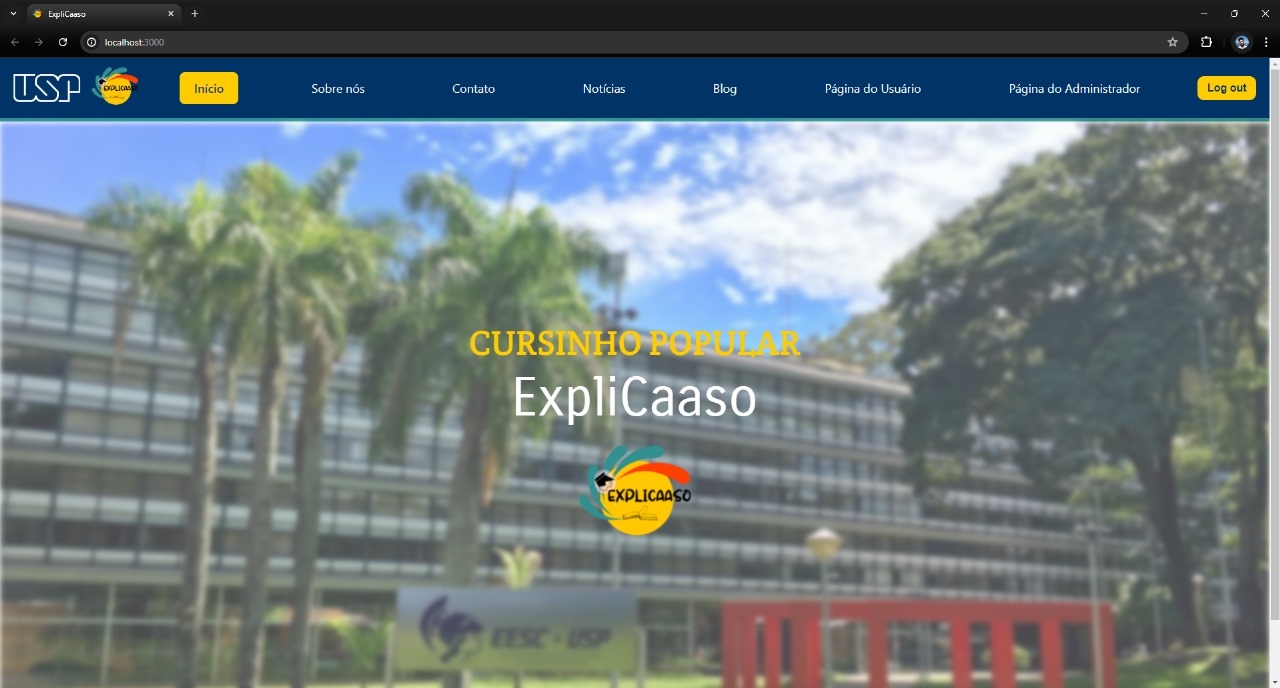 ExpliCaaso
localhost:3000
USP
EXPLICAASO
Início
Sobre nós
Contato
Notícias
Blog
Página do Usuário
Página do Administrador
Log out
CURSINHO POPULAR
ExpliCaaso
EXPLICAASO
EESC - USP